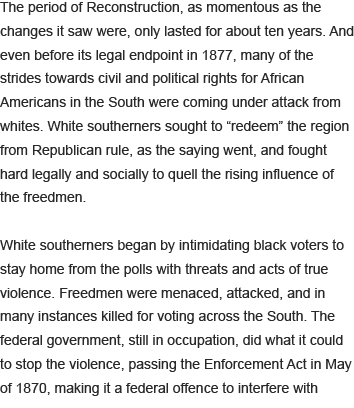 The period of Reconstruction, as momentous as the
changes it saw were, only lasted for about ten years. And
even before its legal endpoint in 1877, many of the
strides towards civil and political rights for African
Americans in the South were coming under attack from
whites. White southerners sought to “redeem” the region
from Republican rule, as the saying went, and fought
hard legally and socially to quell the rising influence of
the freedmen.

White southerners began by intimidating black voters to
stay home from the polls with threats and acts of true
violence. Freedmen were menaced, attacked, and in
many instances killed for voting across the South. The
federal government, still in occupation, did what it could
to stop the violence, passing the Enforcement Act in May
of 1870, making it a federal offence to interfere with